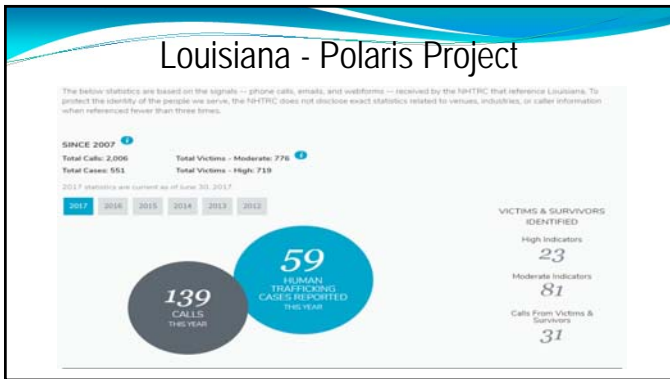 Louisiana - Polaris Project
The below statistics are based on the signals -- phone calls, emails, and webforms -- received by the NHTRC that reference Louisiana. To
protect the identity of the people we serve, the NHTRC does not disclose exact statistics related to venues, industries, or caller information
when referenced fewer than three times.
SINCE 2007 i
Total Calls: 2,006 Total Victims - Moderate: 776 i
Total Cases: 551 Total Victims - High: 719
2017 statistics are current as of June 30, 2017
2017 2016 2015 2014 2013 2012
139
CALLS
THIS YEAR
59
HUMAN
TRAFFICKING
CASES REPORTED
THIS YEAR
VICTIMS & SURVIVORS
IDENTIFIED
High Indicators
23
Moderate Indicators
81
Calls From Victims &
Survivors
31